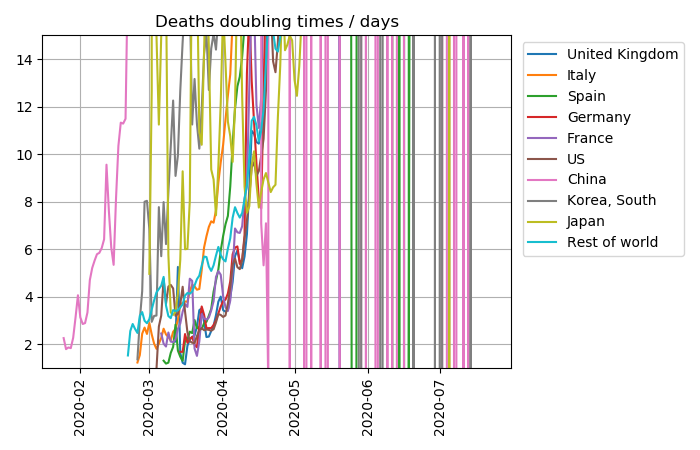 Deaths doubling times / days
14
12
10
8
6
4
2
2020-02
2020-03
2020-04
2020-05
2020-06
2020-07
United Kingdom
Italy
Spain
Germany
France
US
China
Korea, South
Japan
Rest of world